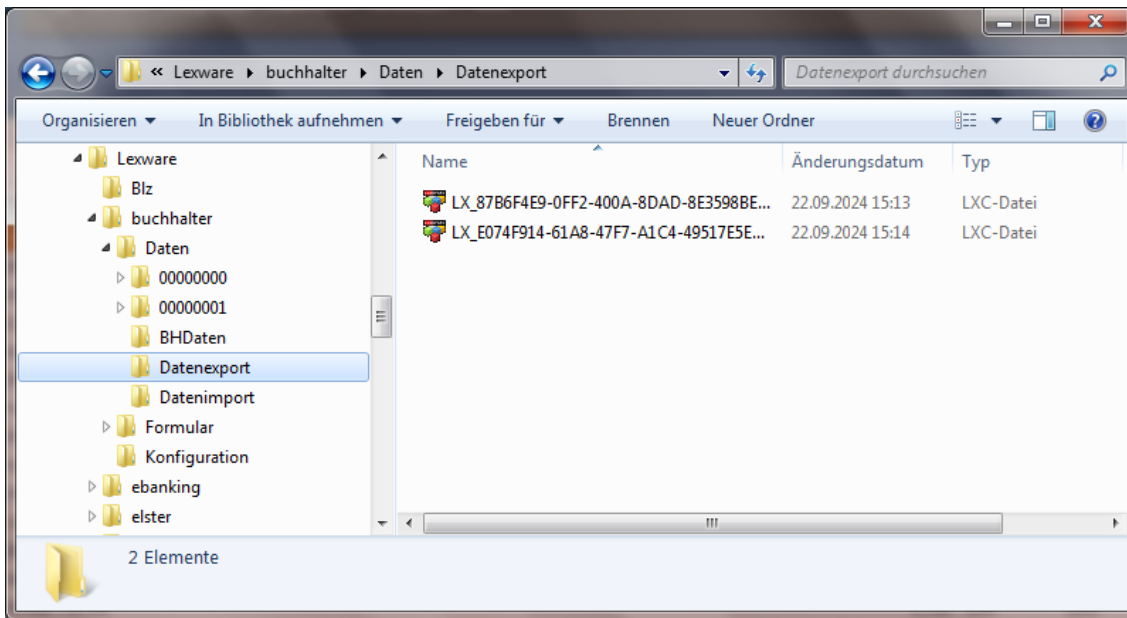 « Lexware ▸ buchhalter ▸ Daten ▸ Datenexport
Datenexport durchsuchen
Organisieren In Bibliothek aufnehmen Freigeben für Brennen Neuer Ordner
Lexware
Blz
buchhalter
Daten
00000000
00000001
BHDaten
Datenexport
Datenimport
Formular
Konfiguration
ebanking
elster
Name Änderungsdatum Typ
LX_87B6F4E9-0FF2-400A-8DAD-8E3598BE... 22.09.2024 15:13 LXC-Datei
LX_E074F914-61A8-47F7-A1C4-49517E5E... 22.09.2024 15:14 LXC-Datei
2 Elemente